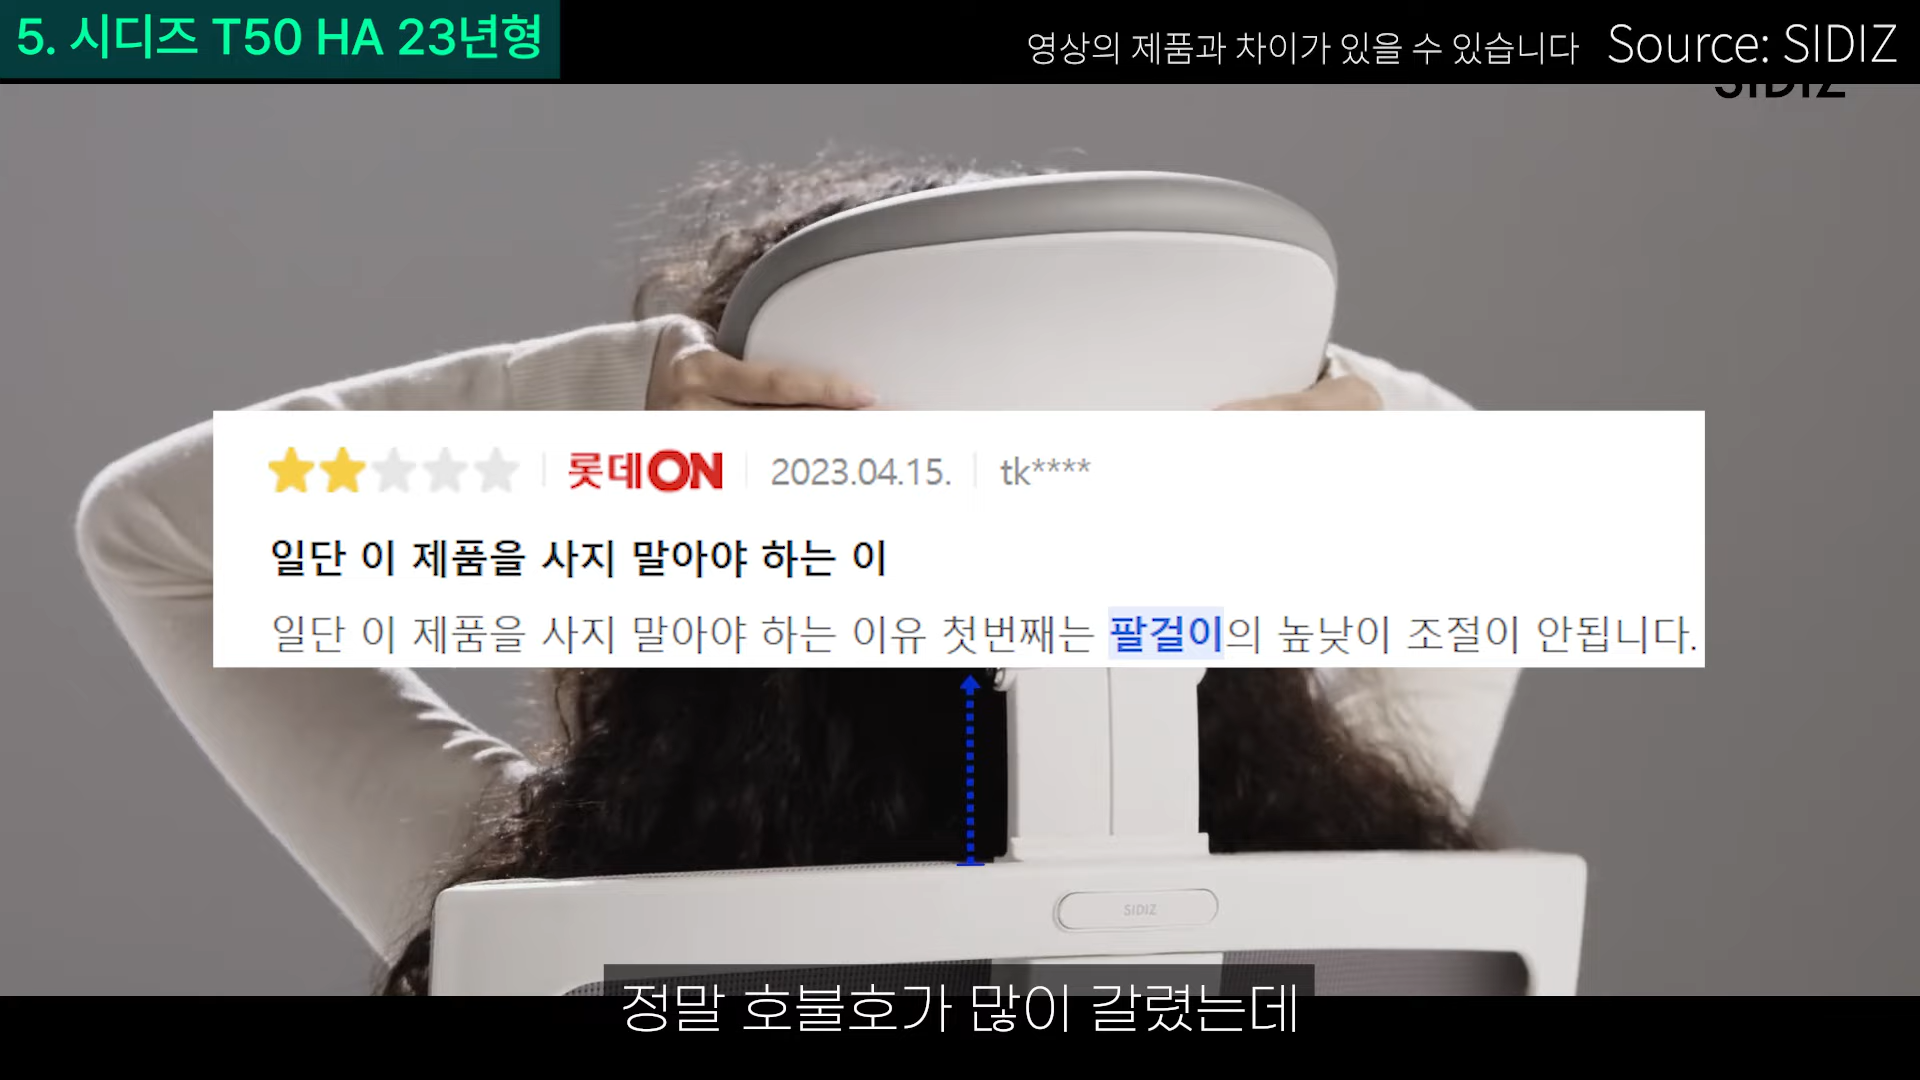 5. 시디즈 T50 HA 23년형
영상의 제품과 차이가 있을 수 있습니다 Source: SIDIZ
SIDIZ
롯데ON 2023.04.15. tk****
일단 이 제품을 사지 말아야 하는 이
일단 이 제품을 사지 말아야 하는 이유 첫번째는 팔걸이의 높낮이 조절이 안됩니다.
SIDIZ
정말 호불호가 많이 갈렸는데